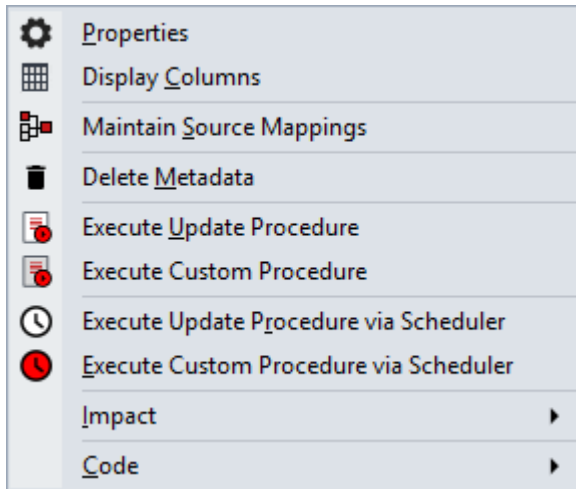 Properties
Display Columns
Maintain Source Mappings
Delete Metadata
Execute Update Procedure
Execute Custom Procedure
Execute Update Procedure via Scheduler
Execute Custom Procedure via Scheduler
Impact
Code